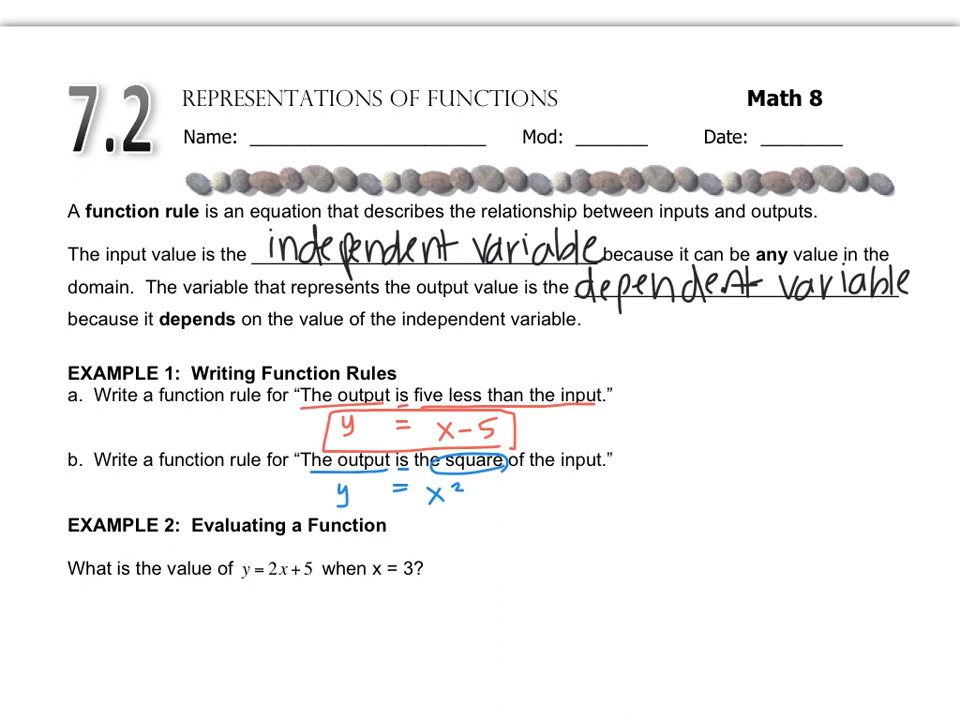 7.2 REPRESENTATIONS OF FUNCTIONS Math 8
Name: ____________________ Mod: _______ Date: ________
A function rule is an equation that describes the relationship between inputs and outputs.
The input value is the independent variable because it can be any value in the
domain. The variable that represents the output value is the dependent variable
because it depends on the value of the independent variable.
EXAMPLE 1: Writing Function Rules
a. Write a function rule for “The output is five less than the input.”
y = x - 5
b. Write a function rule for “The output is the square of the input.”
y = x²
EXAMPLE 2: Evaluating a Function
What is the value of y = 2x + 5 when x = 3?